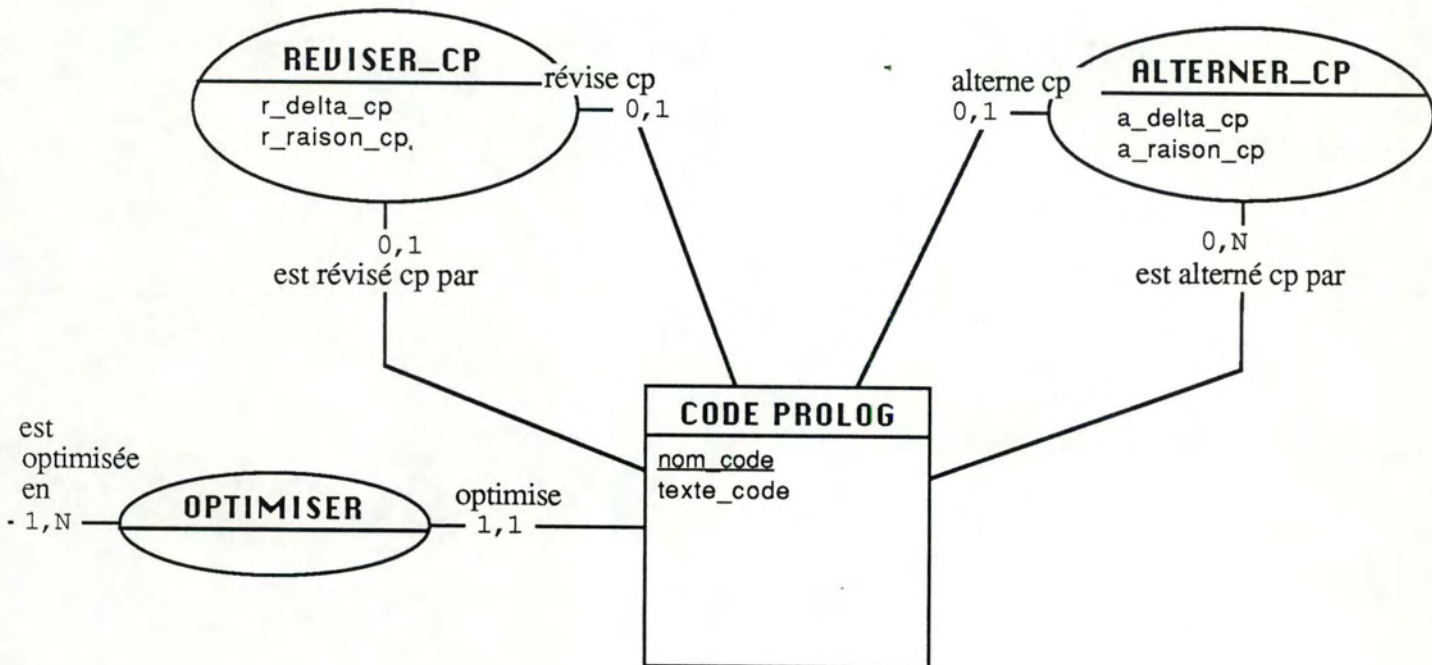 REVISER_CP
r_delta_cp
r_raison_cp
révise cp
0,1
alterne cp
0,1
ALTERNER_CP
a_delta_cp
a_raison_cp
0,1
est révisé cp par
0,N
est alterné cp par
CODE PROLOG
nom_code
texte_code
est
optimisée
en
1,N
OPTIMISER
optimise
1,1